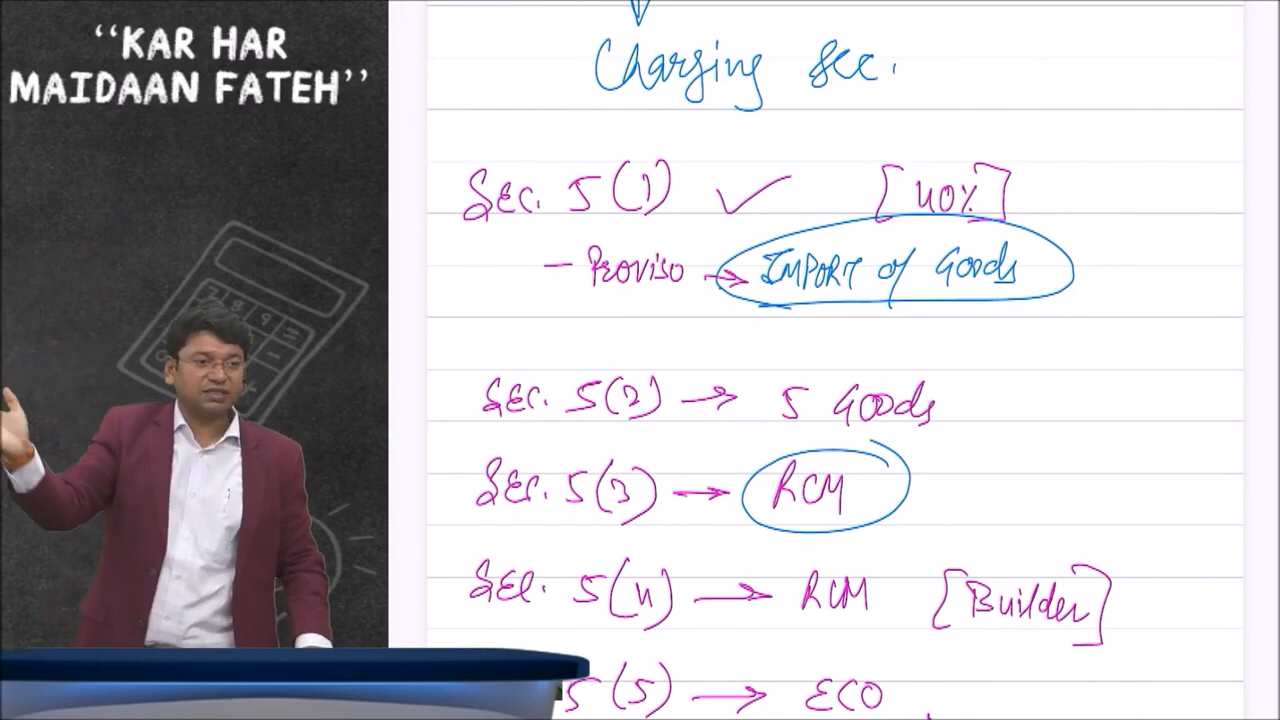 “KAR HAR
MAIDAAN FATEH”
Charging Sec.
Sec. 5(1) ✓ [40%]
– Proviso → IMPORT of Goods
Sec. 5(2) → 5 Goods
Sec. 5(3) → RCM
Sec. 5(4) → RCM [Builder]
5(5) → ECO